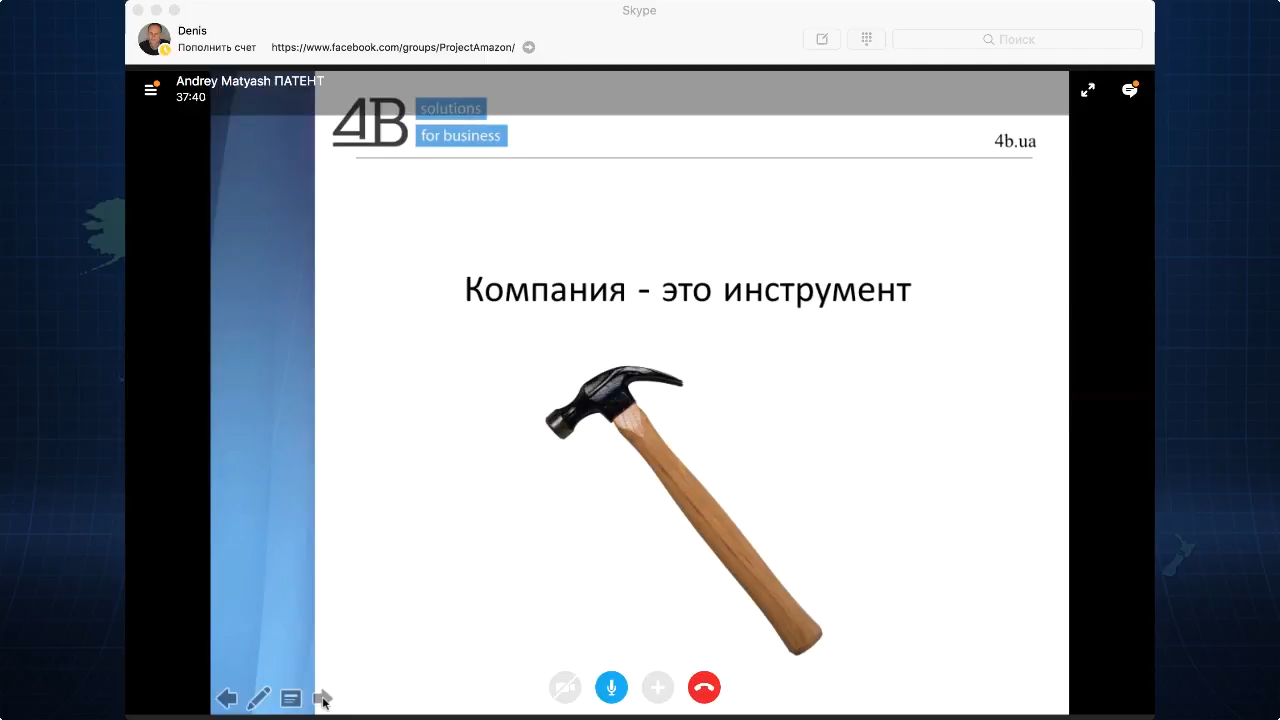 Skype
Denis
Пополнить счет https://www.facebook.com/groups/ProjectAmazon/
Поиск
Andrey Matyash ПАТЕНТ
37:40
4B solutions
for business
4b.ua
Компания - это инструмент